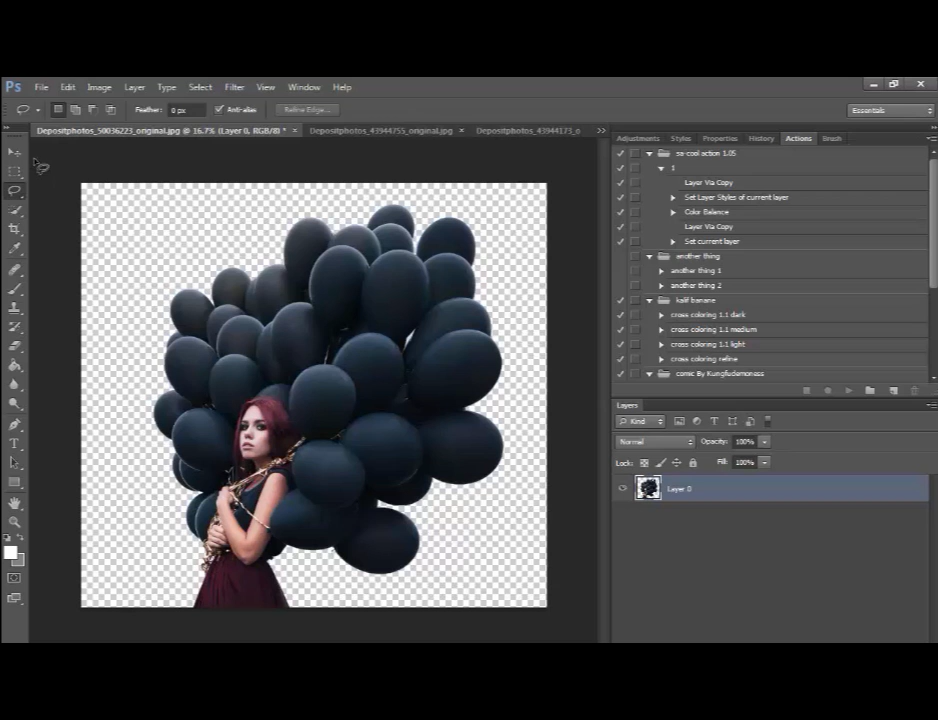 Ps File Edit Image Layer Type Select Filter View Window Help
Feather: 0 px Anti-alias Refine Edge... Essentials
Depositphotos_50036223_original.jpg @ 16.7% (Layer 0, RGB/8) * × Depositphotos_43944755_original.jpg × Depositphotos_43944173_o
Adjustments Styles Properties History Actions Brush
se cool action 1.05
1
Layer Via Copy
Set Layer Styles of current layer
Color Balance
Layer Via Copy
Set current layer
another thing
another thing 1
another thing 2
kalif banane
cross coloring 1.1 dark
cross coloring 1.1 medium
cross coloring 1.1 light
cross coloring refine
comic By Kungfudemoness
Layers
Kind
Normal Opacity: 100%
Lock: Fill: 100%
Layer 0